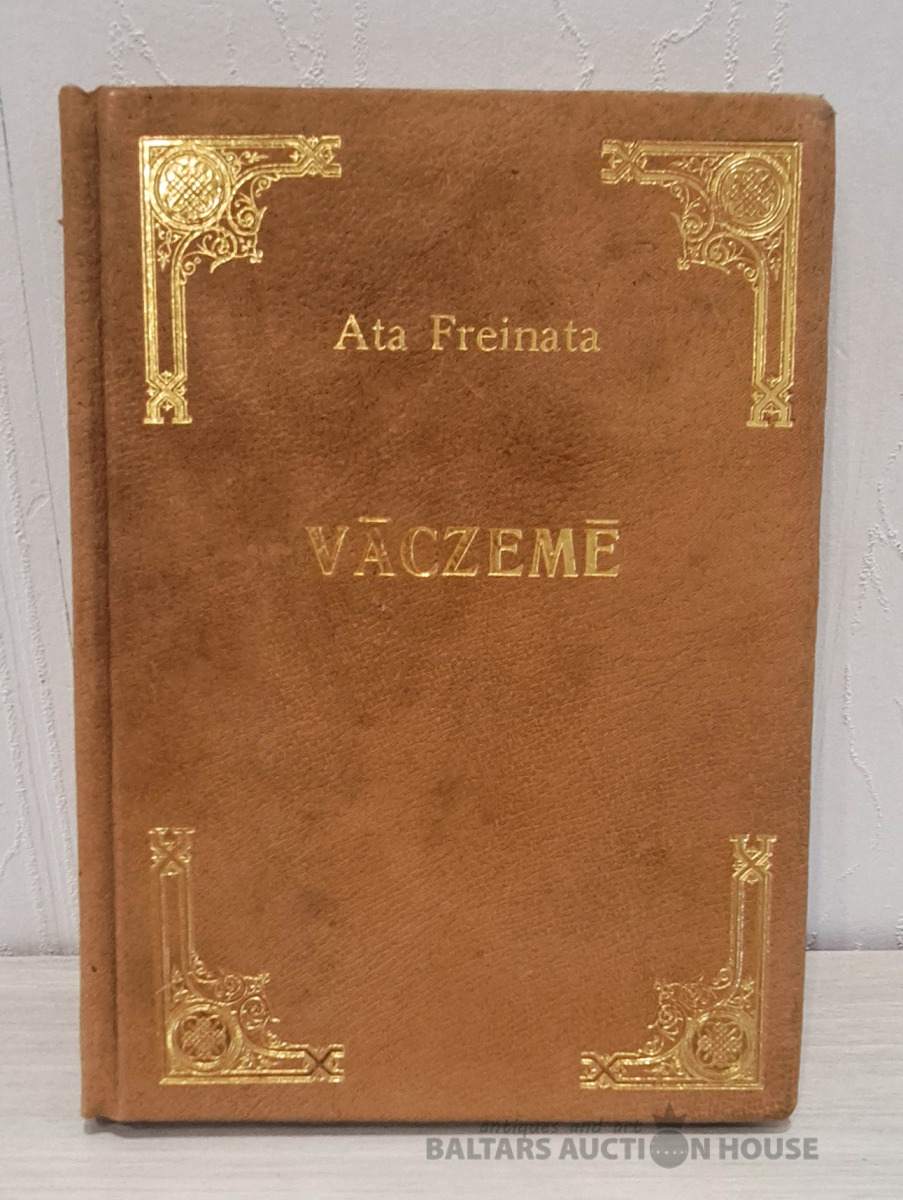 Ata Freinata
VĀCZEMĒ
antiques and art
BALTARS AUCTION HOUSE